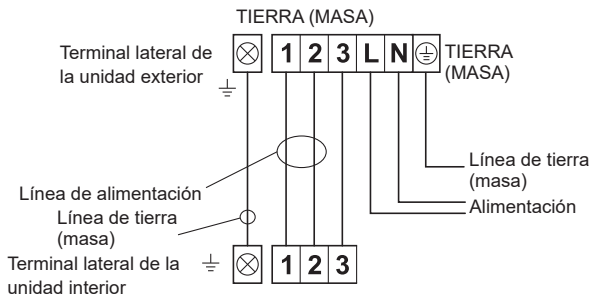 TIERRA (MASA)
Terminal lateral de
la unidad exterior
1 2 3 L N
TIERRA
(MASA)
Línea de tierra
(masa)
Alimentación
Línea de alimentación
Línea de tierra
(masa)
Terminal lateral de la
unidad interior
1 2 3